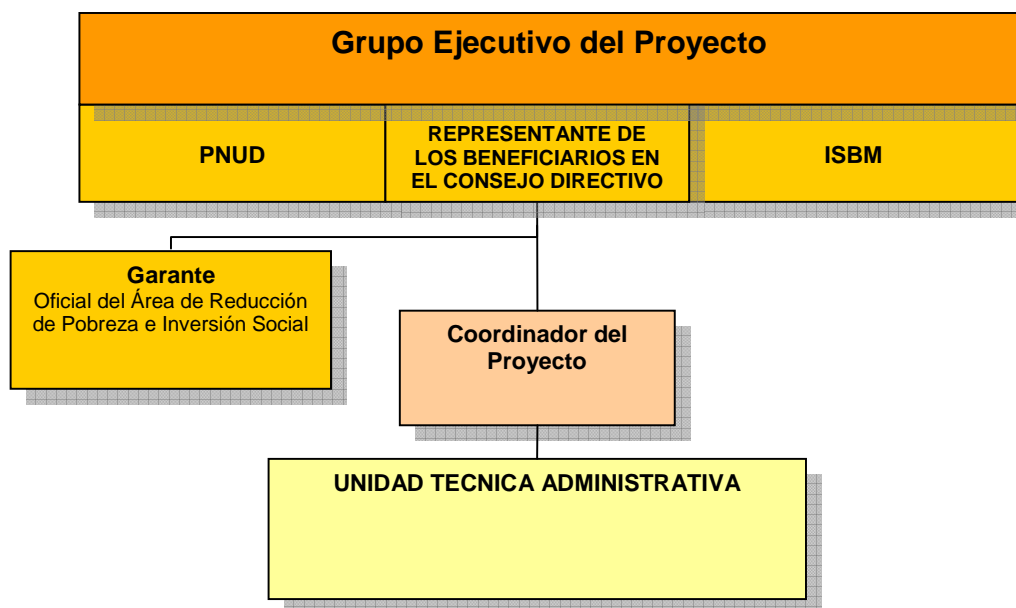 Grupo Ejecutivo del Proyecto
PNUD
REPRESENTANTE DE
LOS BENEFICIARIOS EN
EL CONSEJO DIRECTIVO
ISBM
Garante
Oficial del Área de Reducción
de Pobreza e Inversión Social
Coordinador del
Proyecto
UNIDAD TECNICA ADMINISTRATIVA